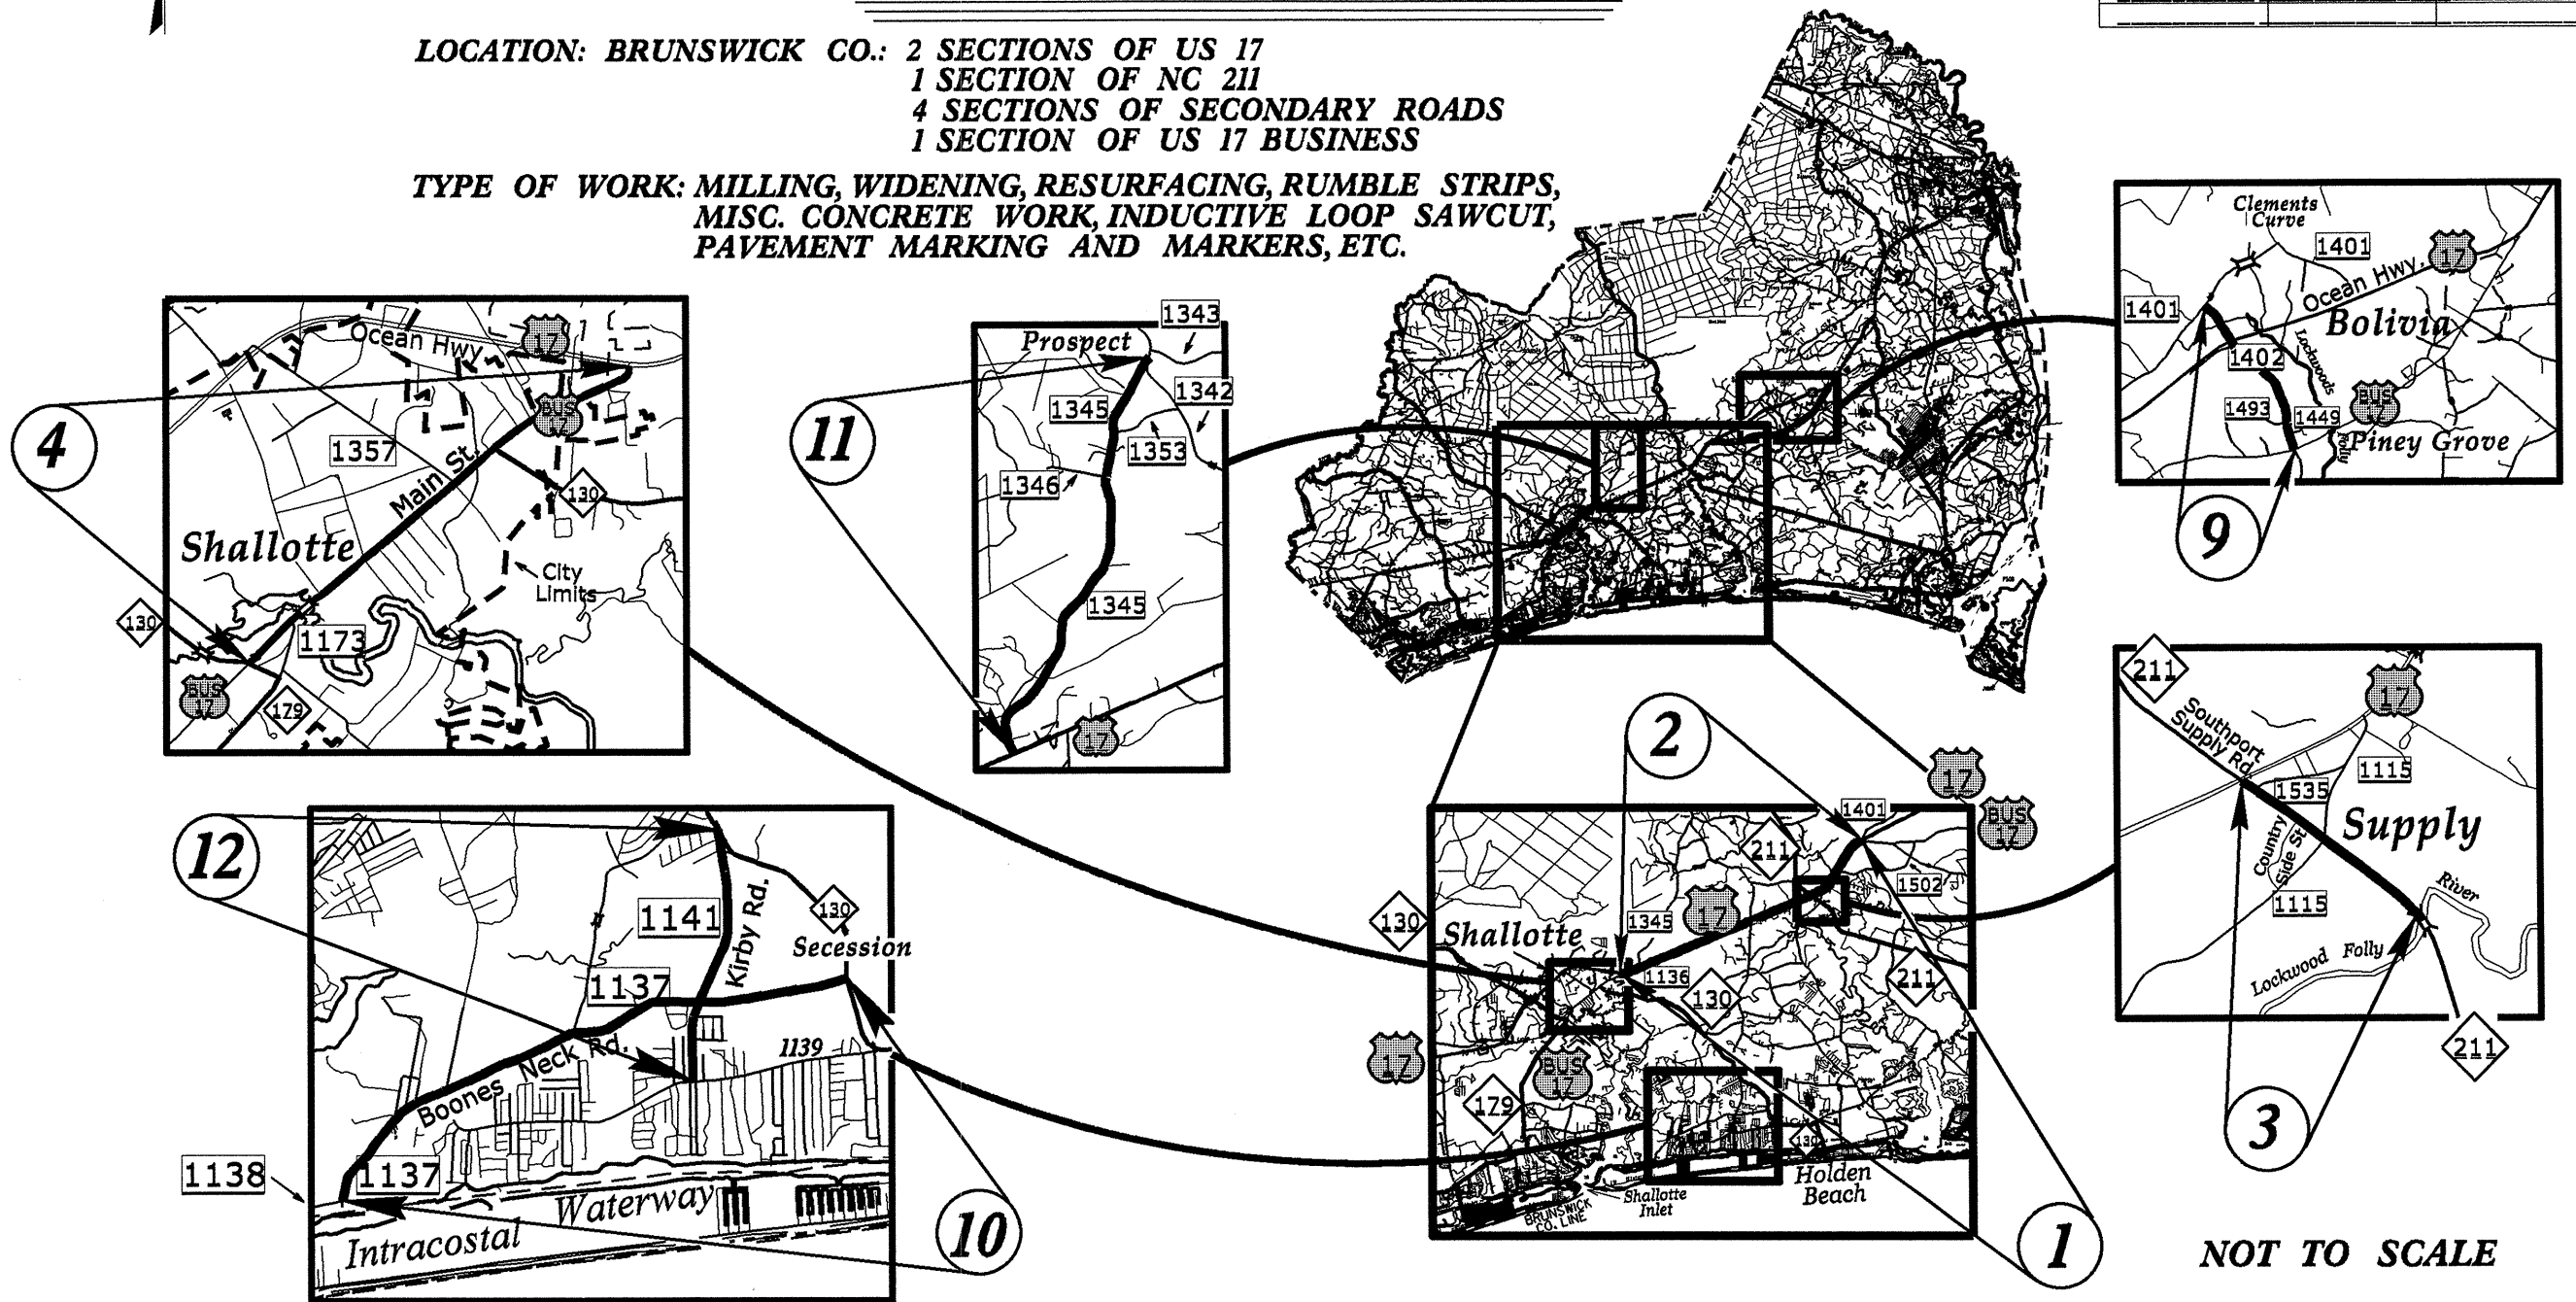 LOCATION: BRUNSWICK CO.: 2 SECTIONS OF US 17
1 SECTION OF NC 211
4 SECTIONS OF SECONDARY ROADS
1 SECTION OF US 17 BUSINESS
TYPE OF WORK: MILLING, WIDENING, RESURFACING, RUMBLE STRIPS,
MISC. CONCRETE WORK, INDUCTIVE LOOP SAWCUT,
PAVEMENT MARKING AND MARKERS, ETC.
4
Ocean Hwy.
17
BUS
17
1357
Main St.
130
Shallotte
City
Limits
130
1173
BUS
17
179
11
Prospect
1343
1342
1345
1353
1346
1345
17
Clements
Curve
1401
17
Ocean Hwy.
1401
Bolivia
1402
Lockwoods
BUS
17
1493
1449
Folly
Piney Grove
9
12
1141
Kirby Rd.
130
Secession
1137
Boones Neck Rd.
1139
1138
1137
Waterway
Intracostal
10
2
17
BUS
17
1401
211
1502
130
1345
17
Shallotte
1136
130
211
17
BUS
17
179
130
Holden
Beach
Shallotte
Inlet
BRUNSWICK
CO. LINE
1
211
17
Southport
Supply Rd.
1115
1535
Supply
Country
Side St.
1115
River
Lockwood Folly
211
3
NOT TO SCALE